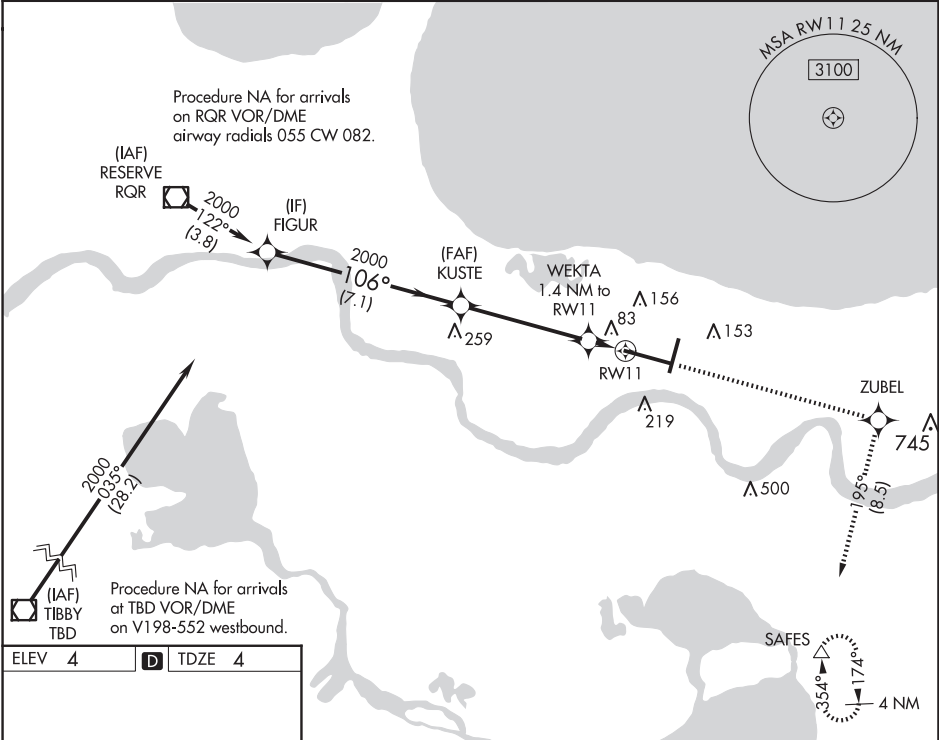 MSA RW11 25 NM
3100
Procedure NA for arrivals
on RQR VOR/DME
airway radials 055 CW 082.
(IAF)
RESERVE
RQR
2000
122°
(3.8)
(IF)
FIGUR
2000
106°
(7.1)
(FAF)
KUSTE
259
WEKTA
1.4 NM to
RW11
83
156
153
RW11
219
ZUBEL
745
500
195°
(8.5)
2000
035°
(28.2)
(IAF)
TIBBY
TBD
Procedure NA for arrivals
at TBD VOR/DME
on V198-552 westbound.
SAFES
354°
174°
4 NM
ELEV 4 D TDZE 4